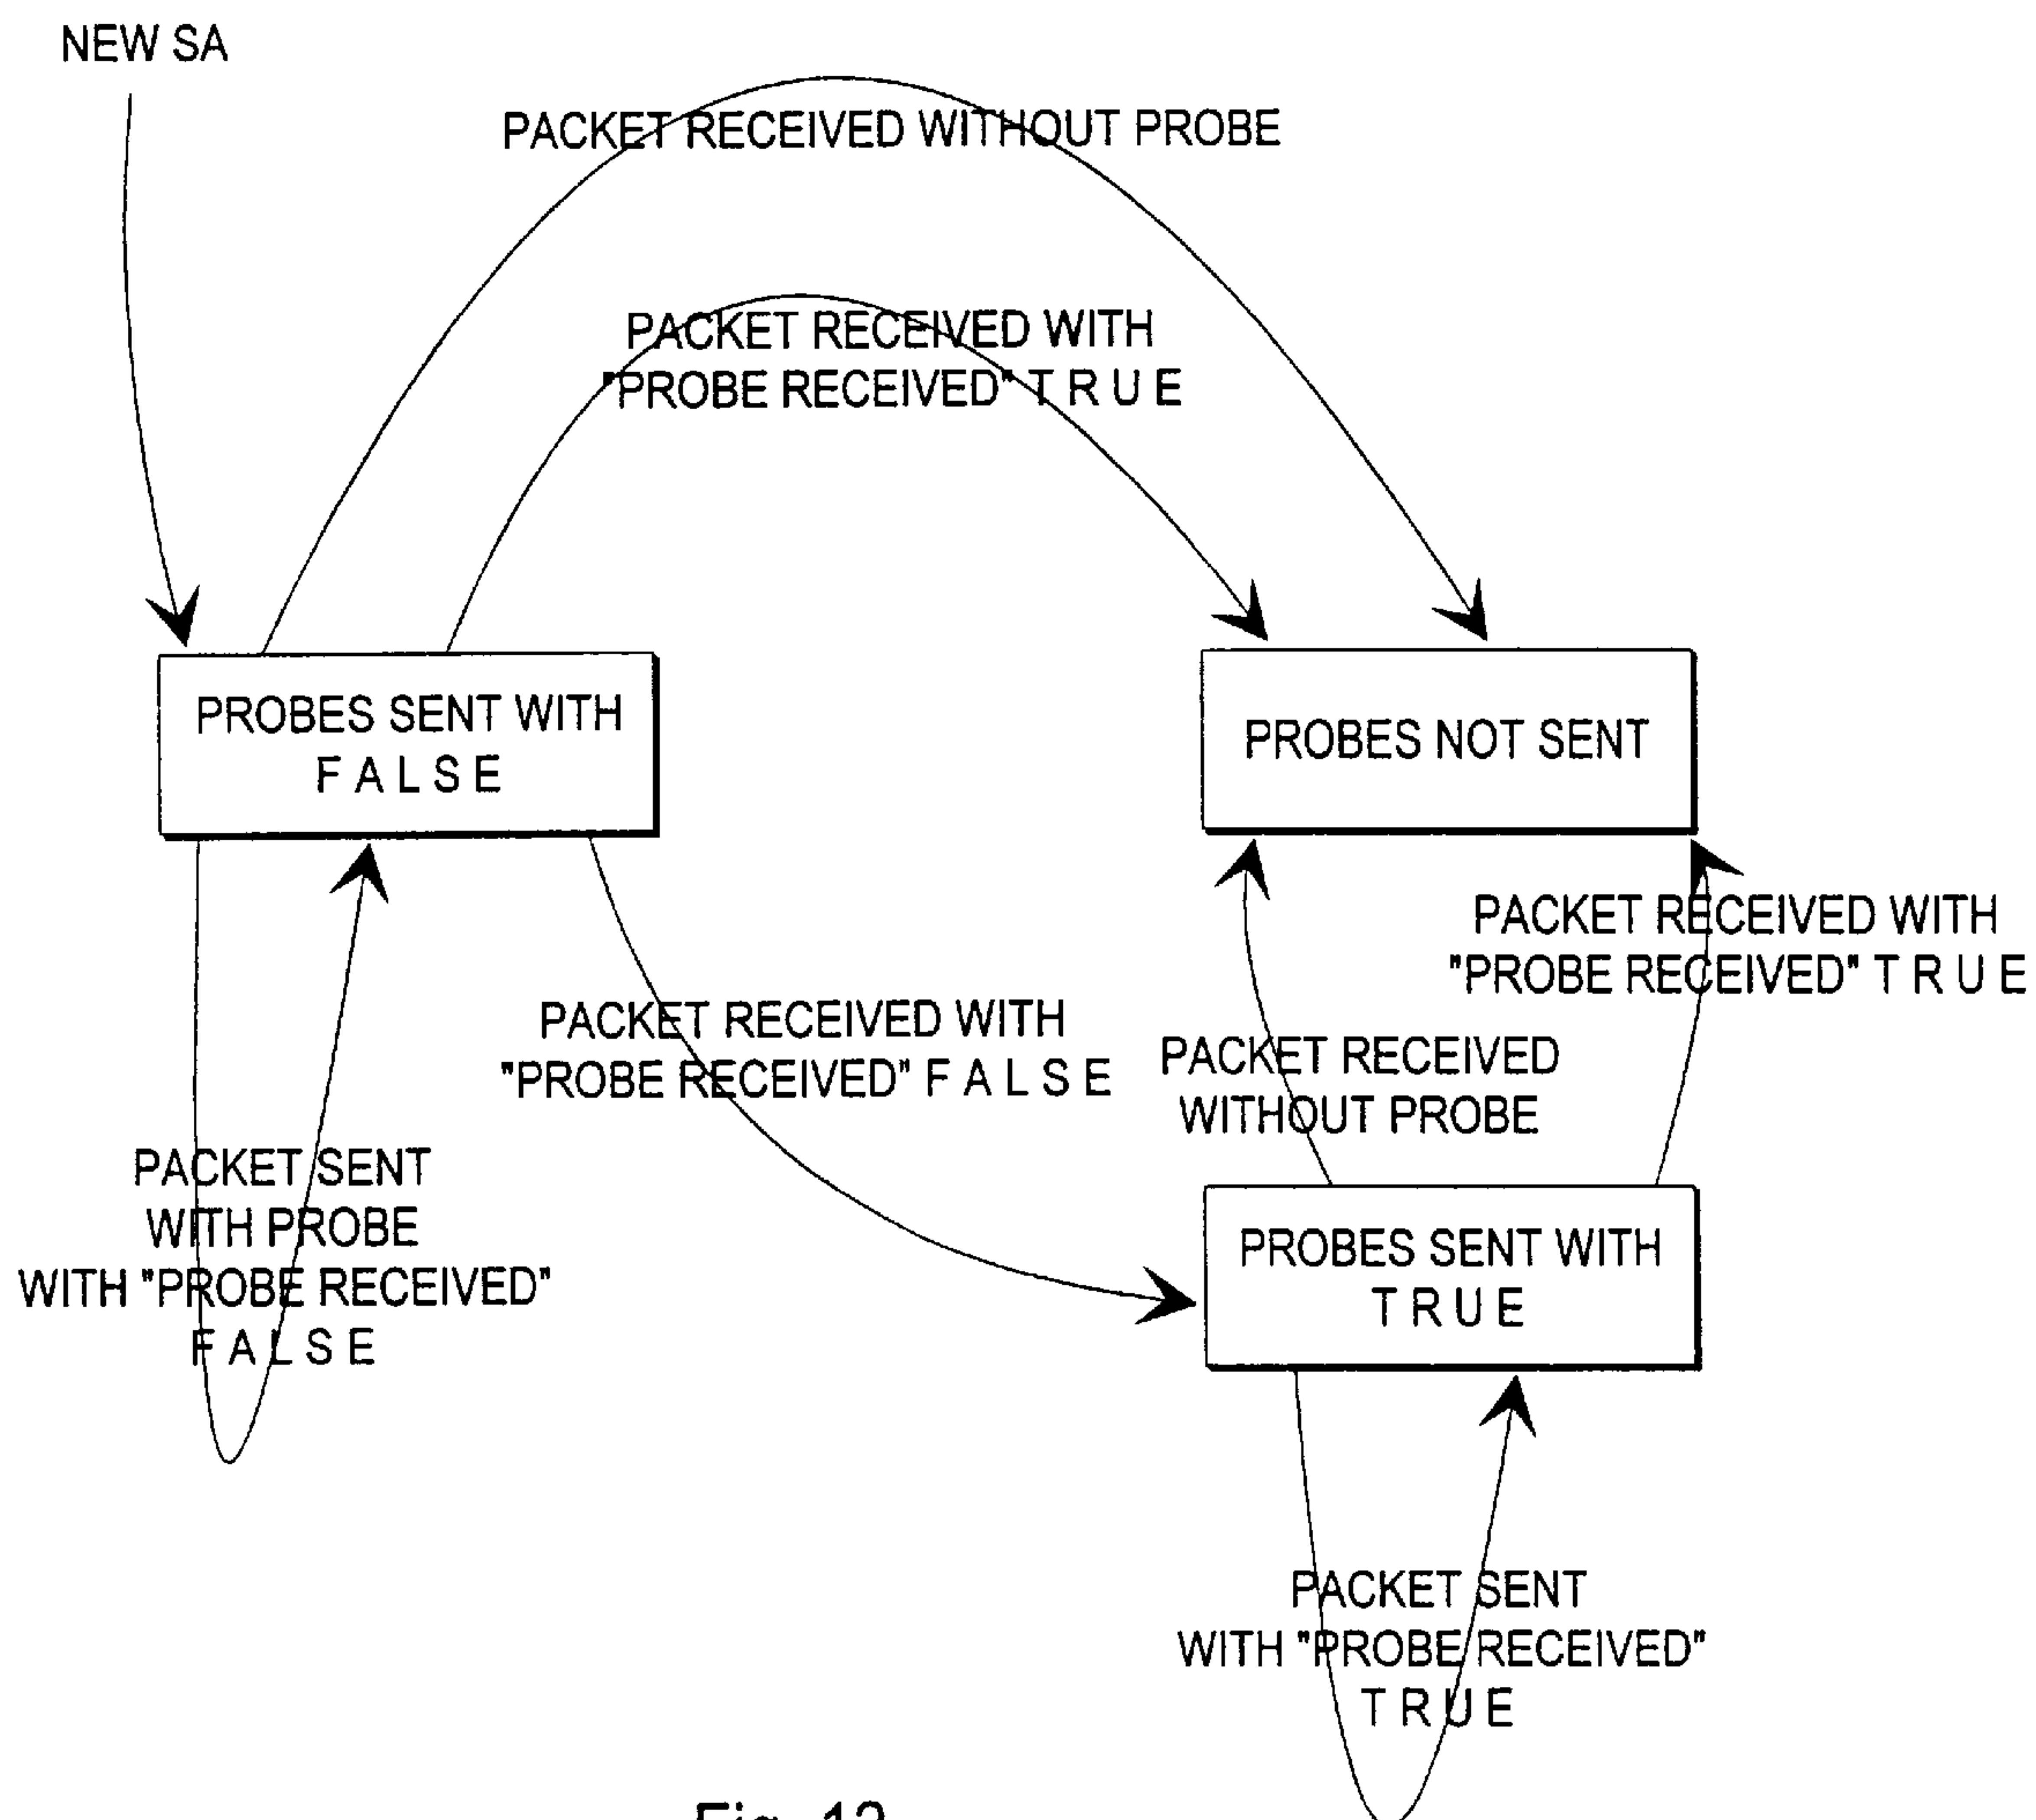 NEW SA
PACKET RECEIVED WITHOUT PROBE
PACKET RECEIVED WITH
"PROBE RECEIVED" T R U E
PROBES SENT WITH
F A L S E
PROBES NOT SENT
PACKET RECEIVED WITH
"PROBE RECEIVED" T R U E
PACKET RECEIVED WITH
"PROBE RECEIVED" F A L S E
PACKET RECEIVED
WITHOUT PROBE
PACKET SENT
WITH PROBE
WITH "PROBE RECEIVED"
F A L S E
PROBES SENT WITH
T R U E
PACKET SENT
WITH "PROBE RECEIVED"
T R U E